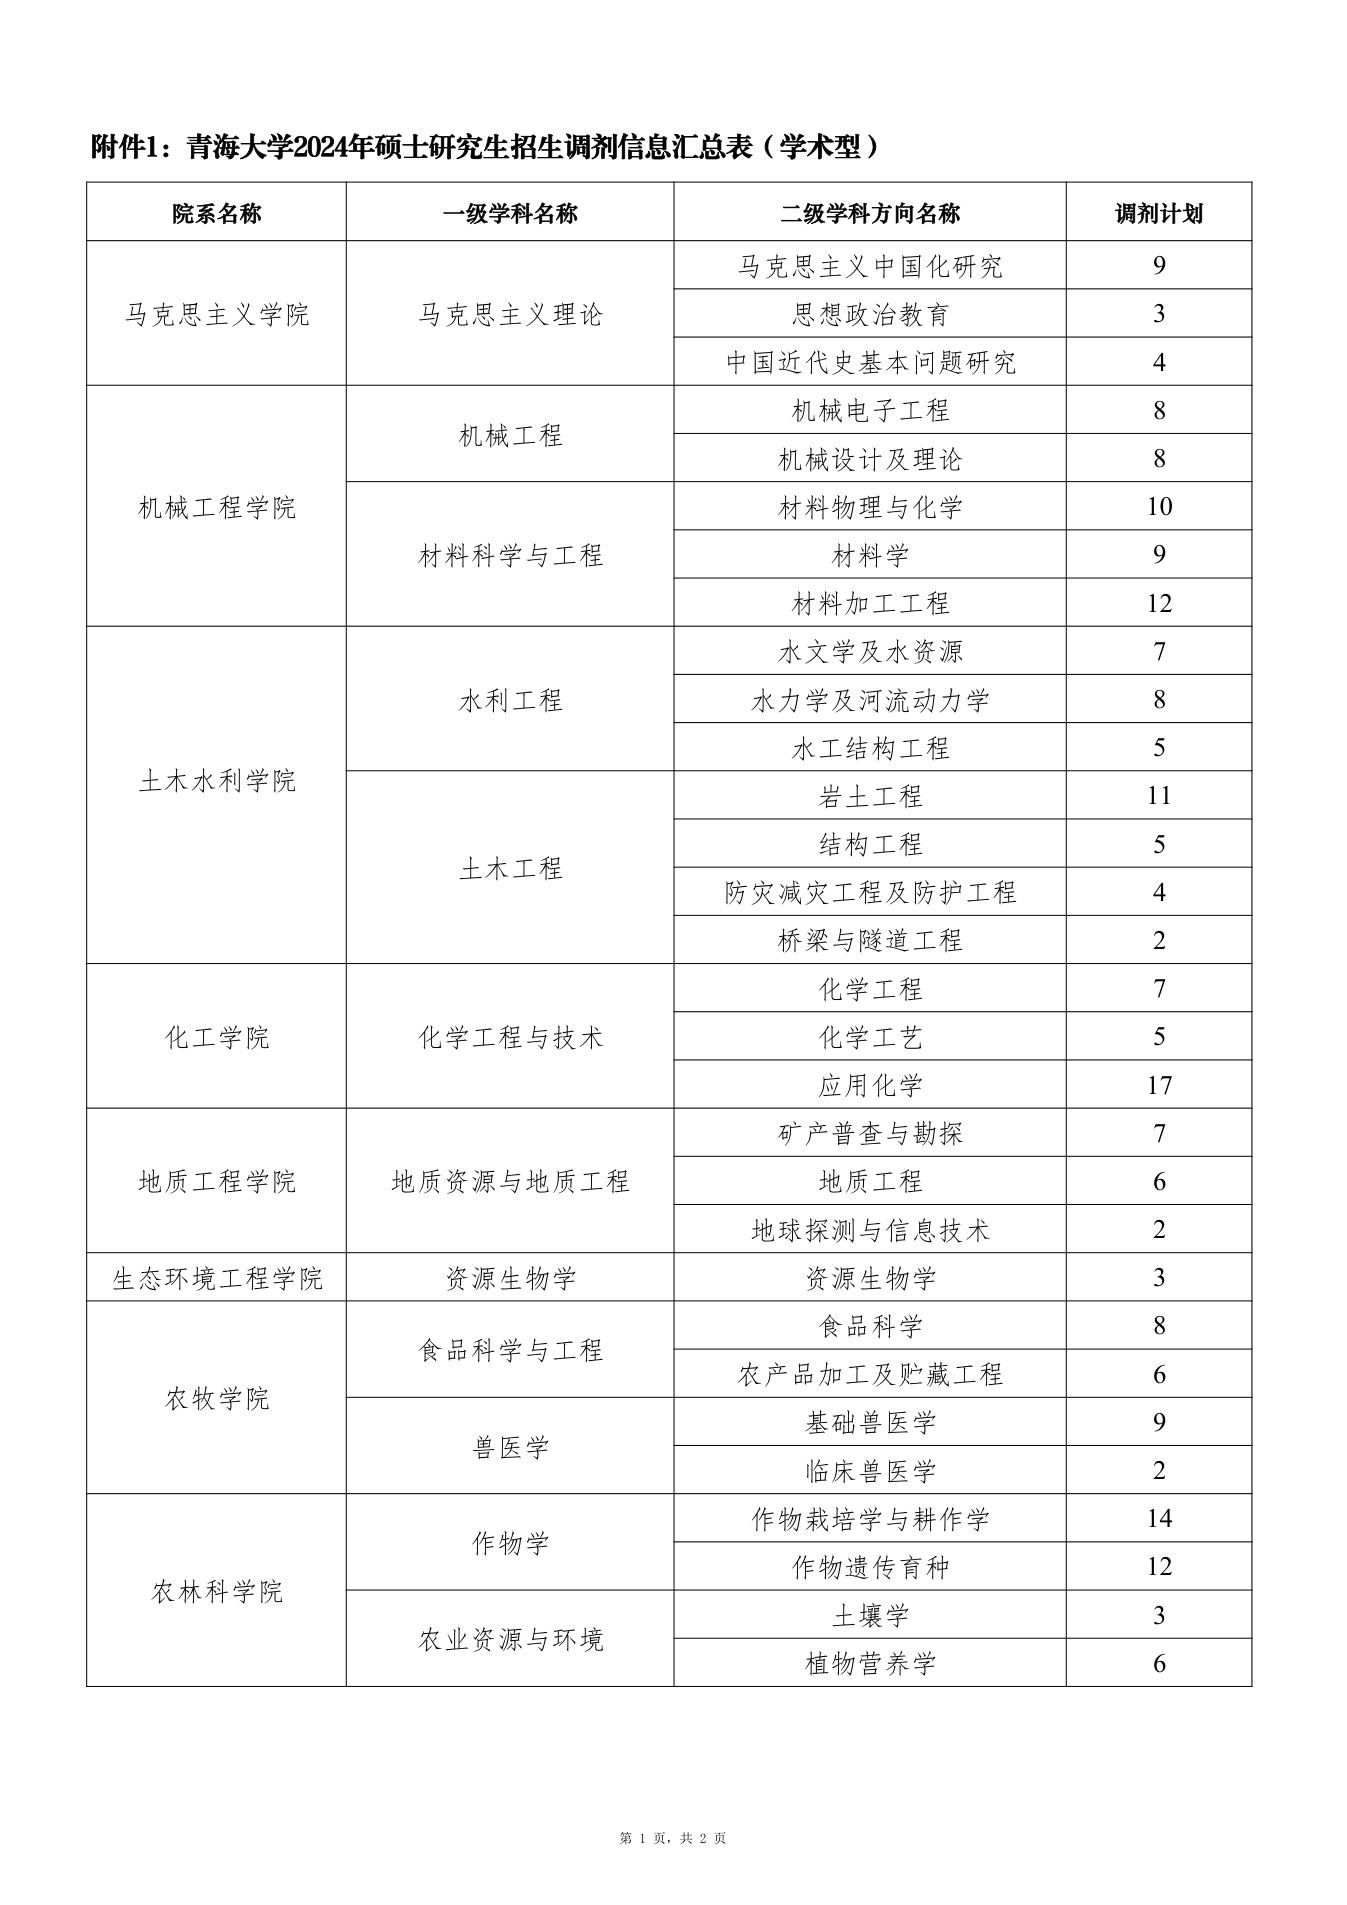 附件1：青海大学2024年硕士研究生招生调剂信息汇总表（学术型）
院系名称 一级学科名称 二级学科方向名称 调剂计划
马克思主义学院 马克思主义理论 马克思主义中国化研究 9
思想政治教育 3
中国近代史基本问题研究 4
机械工程学院 机械工程 机械电子工程 8
机械设计及理论 8
材料科学与工程 材料物理与化学 10
材料学 9
材料加工工程 12
土木水利学院 水利工程 水文学及水资源 7
水力学及河流动力学 8
水工结构工程 5
土木工程 岩土工程 11
结构工程 5
防灾减灾工程及防护工程 4
桥梁与隧道工程 2
化工学院 化学工程与技术 化学工程 7
化学工艺 5
应用化学 17
地质工程学院 地质资源与地质工程 矿产普查与勘探 7
地质工程 6
地球探测与信息技术 2
生态环境工程学院 资源生物学 资源生物学 3
农牧学院 食品科学与工程 食品科学 8
农产品加工及贮藏工程 6
兽医学 基础兽医学 9
临床兽医学 2
农林科学院 作物学 作物栽培学与耕作学 14
作物遗传育种 12
农业资源与环境 土壤学 3
植物营养学 6
第 1 页，共 2 页